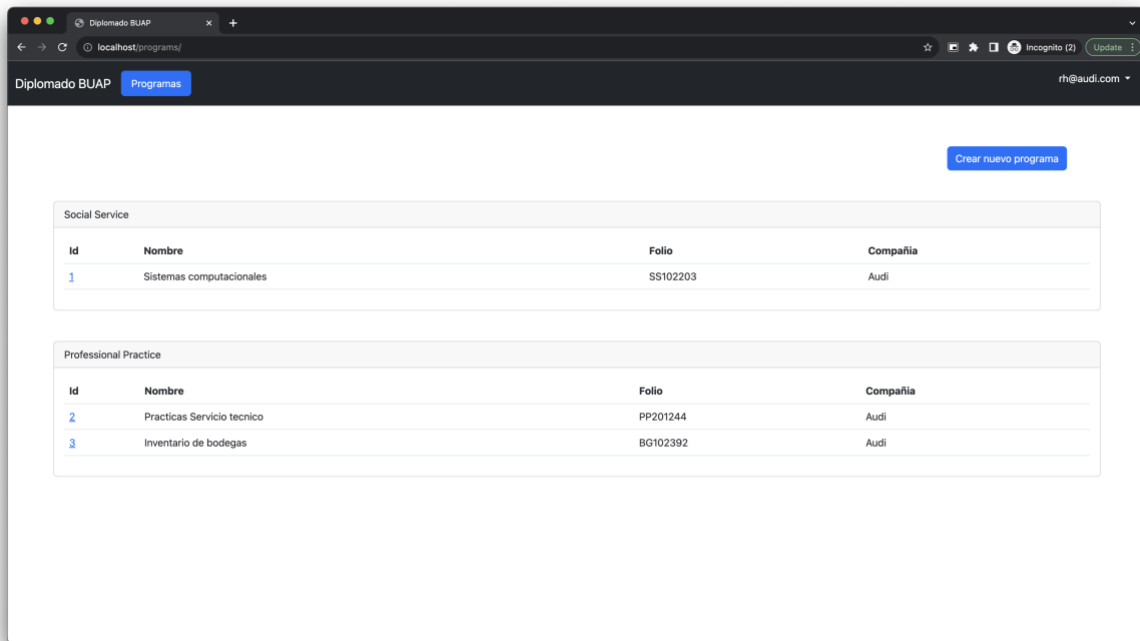 Diplomado BUAP
localhost/programs/
Incognito (2)
Update
Diplomado BUAP Programas rh@audi.com
Crear nuevo programa
Social Service
Id Nombre Folio Compañia
1 Sistemas computacionales SS102203 Audi
Professional Practice
Id Nombre Folio Compañia
2 Practicas Servicio tecnico PP201244 Audi
3 Inventario de bodegas BG102392 Audi